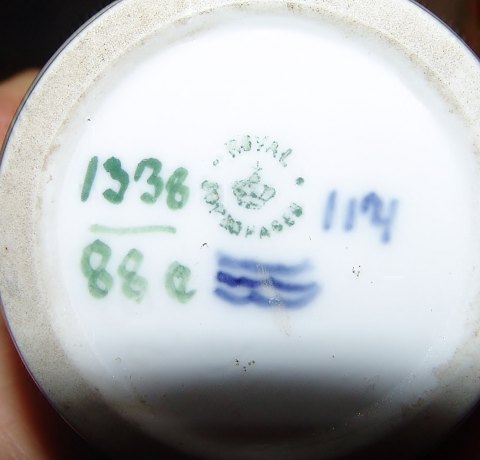 1336
88 e
ROYAL
COPENHAGEN
114